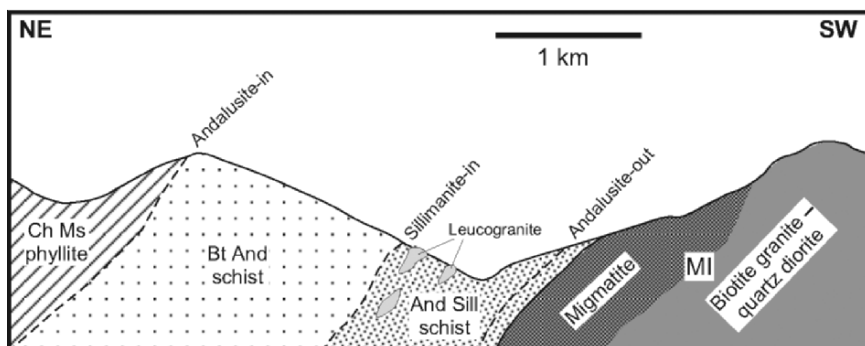 NE
SW
1 km
Andalusite-in
Sillimanite-in
Leucogranite
Andalusite-out
Ch Ms
phyllite
Bt And
schist
And Sill
schist
Migmatite
MI
Biotite granite –
quartz diorite